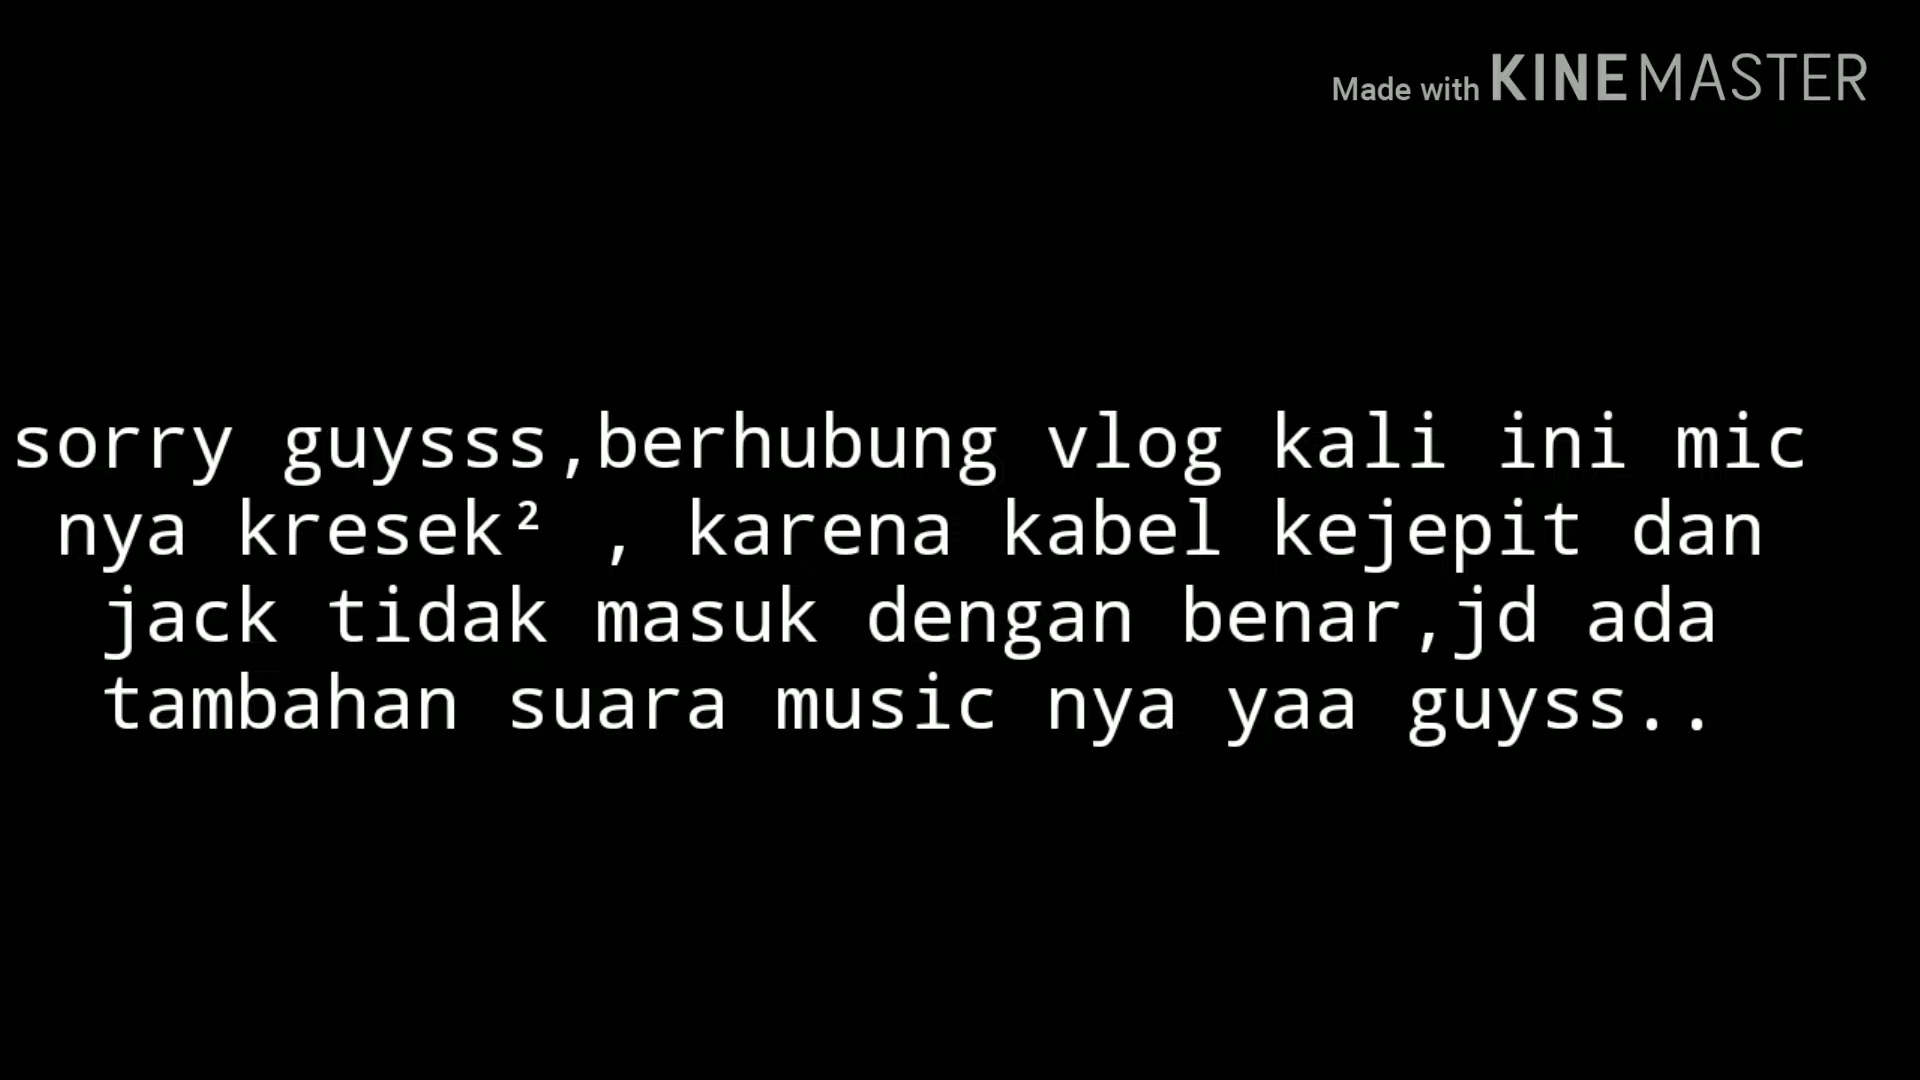 Made with KINEMASTER
sorry guysss,berhubung vlog kali ini mic
nya kresek² , karena kabel kejepit dan
jack tidak masuk dengan benar,jd ada
tambahan suara music nya yaa guyss..